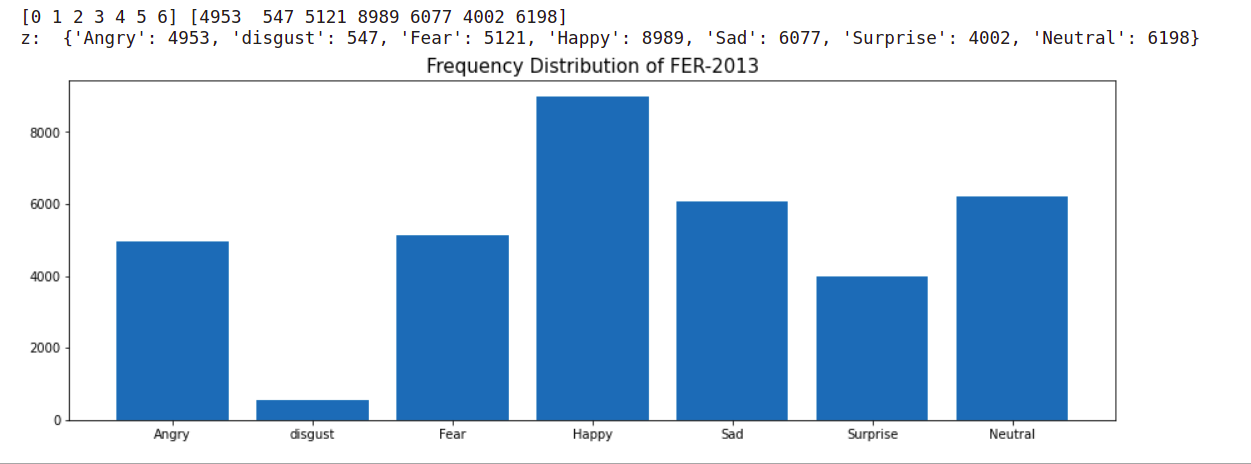 [0 1 2 3 4 5 6] [4953  547 5121 8989 6077 4002 6198]
z:  {'Angry': 4953, 'disgust': 547, 'Fear': 5121, 'Happy': 8989, 'Sad': 6077, 'Surprise': 4002, 'Neutral': 6198}
Frequency Distribution of FER-2013
8000
6000
4000
2000
0
Angry disgust Fear Happy Sad Surprise Neutral